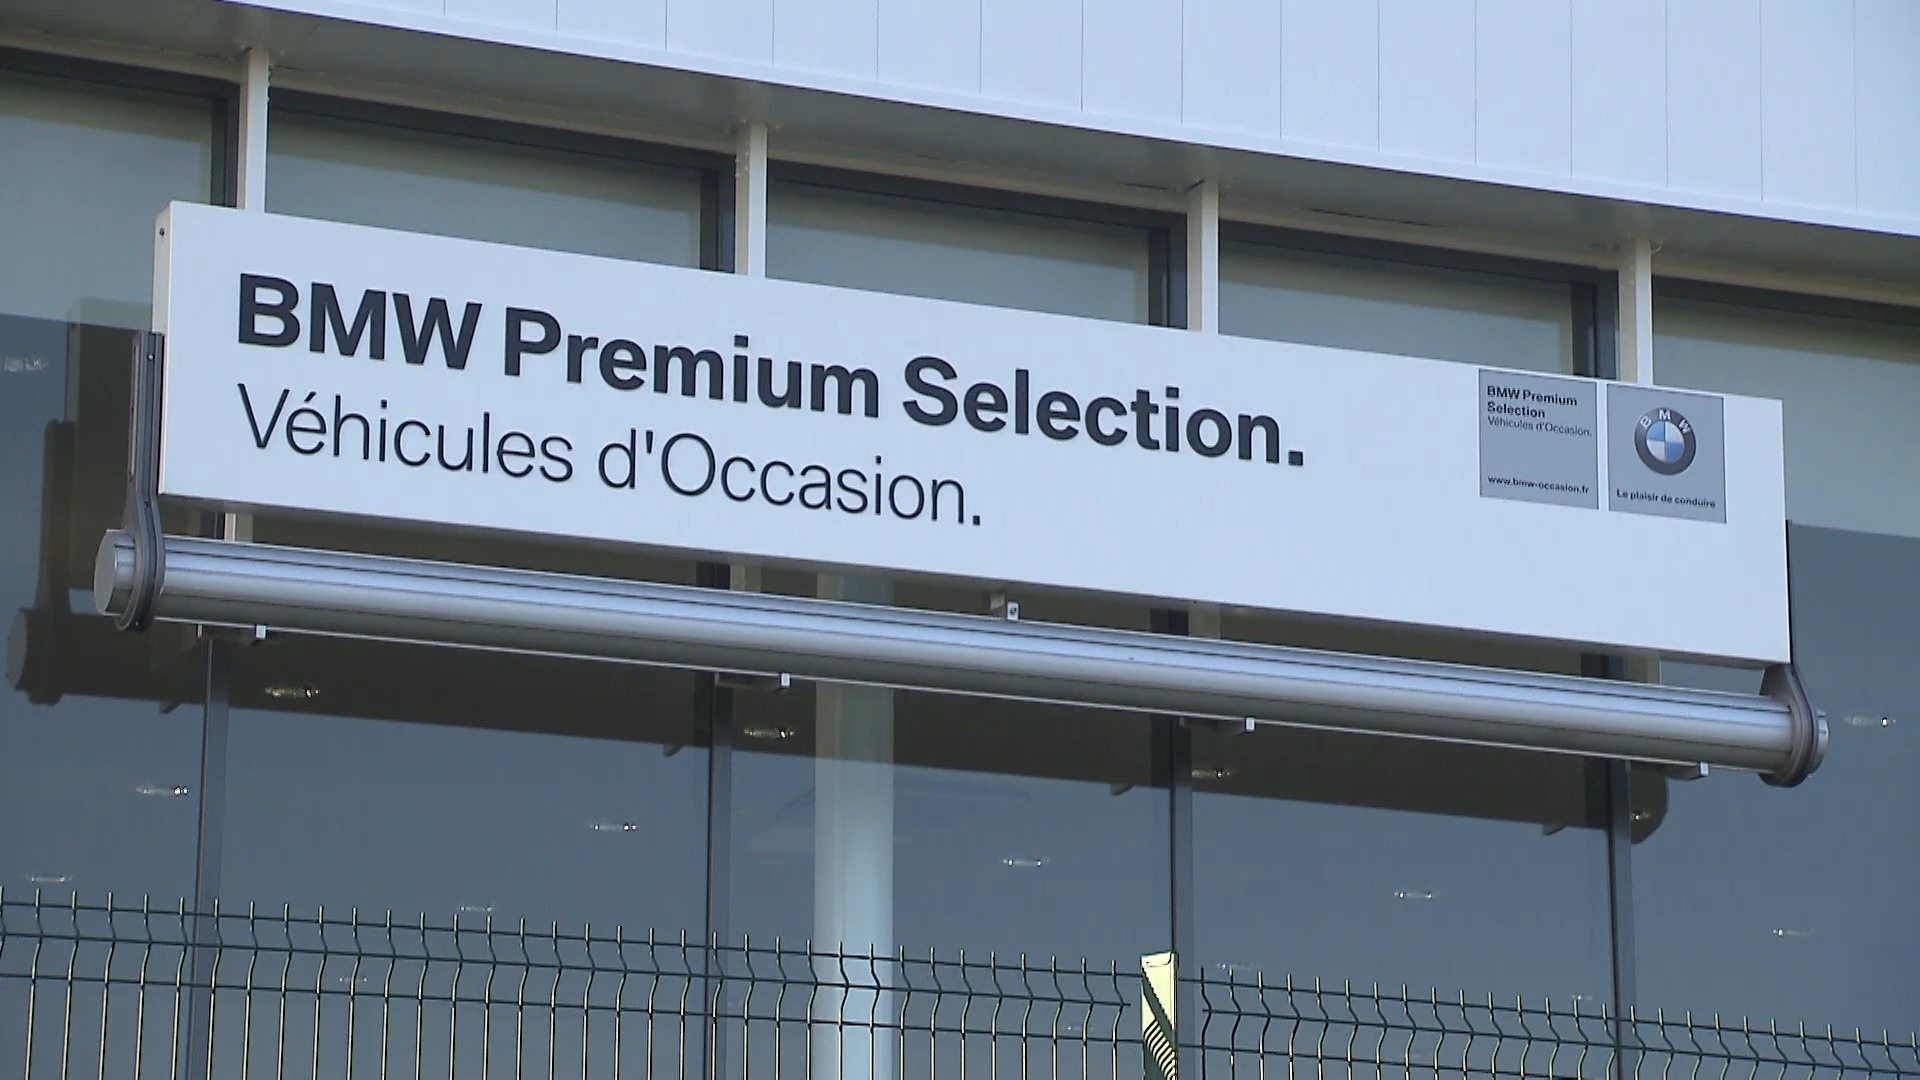 BMW Premium Selection.
Véhicules d'Occasion.
BMW Premium
Selection
Véhicules d'Occasion.
www.bmw-occasion.fr
BMW
Le plaisir de conduire